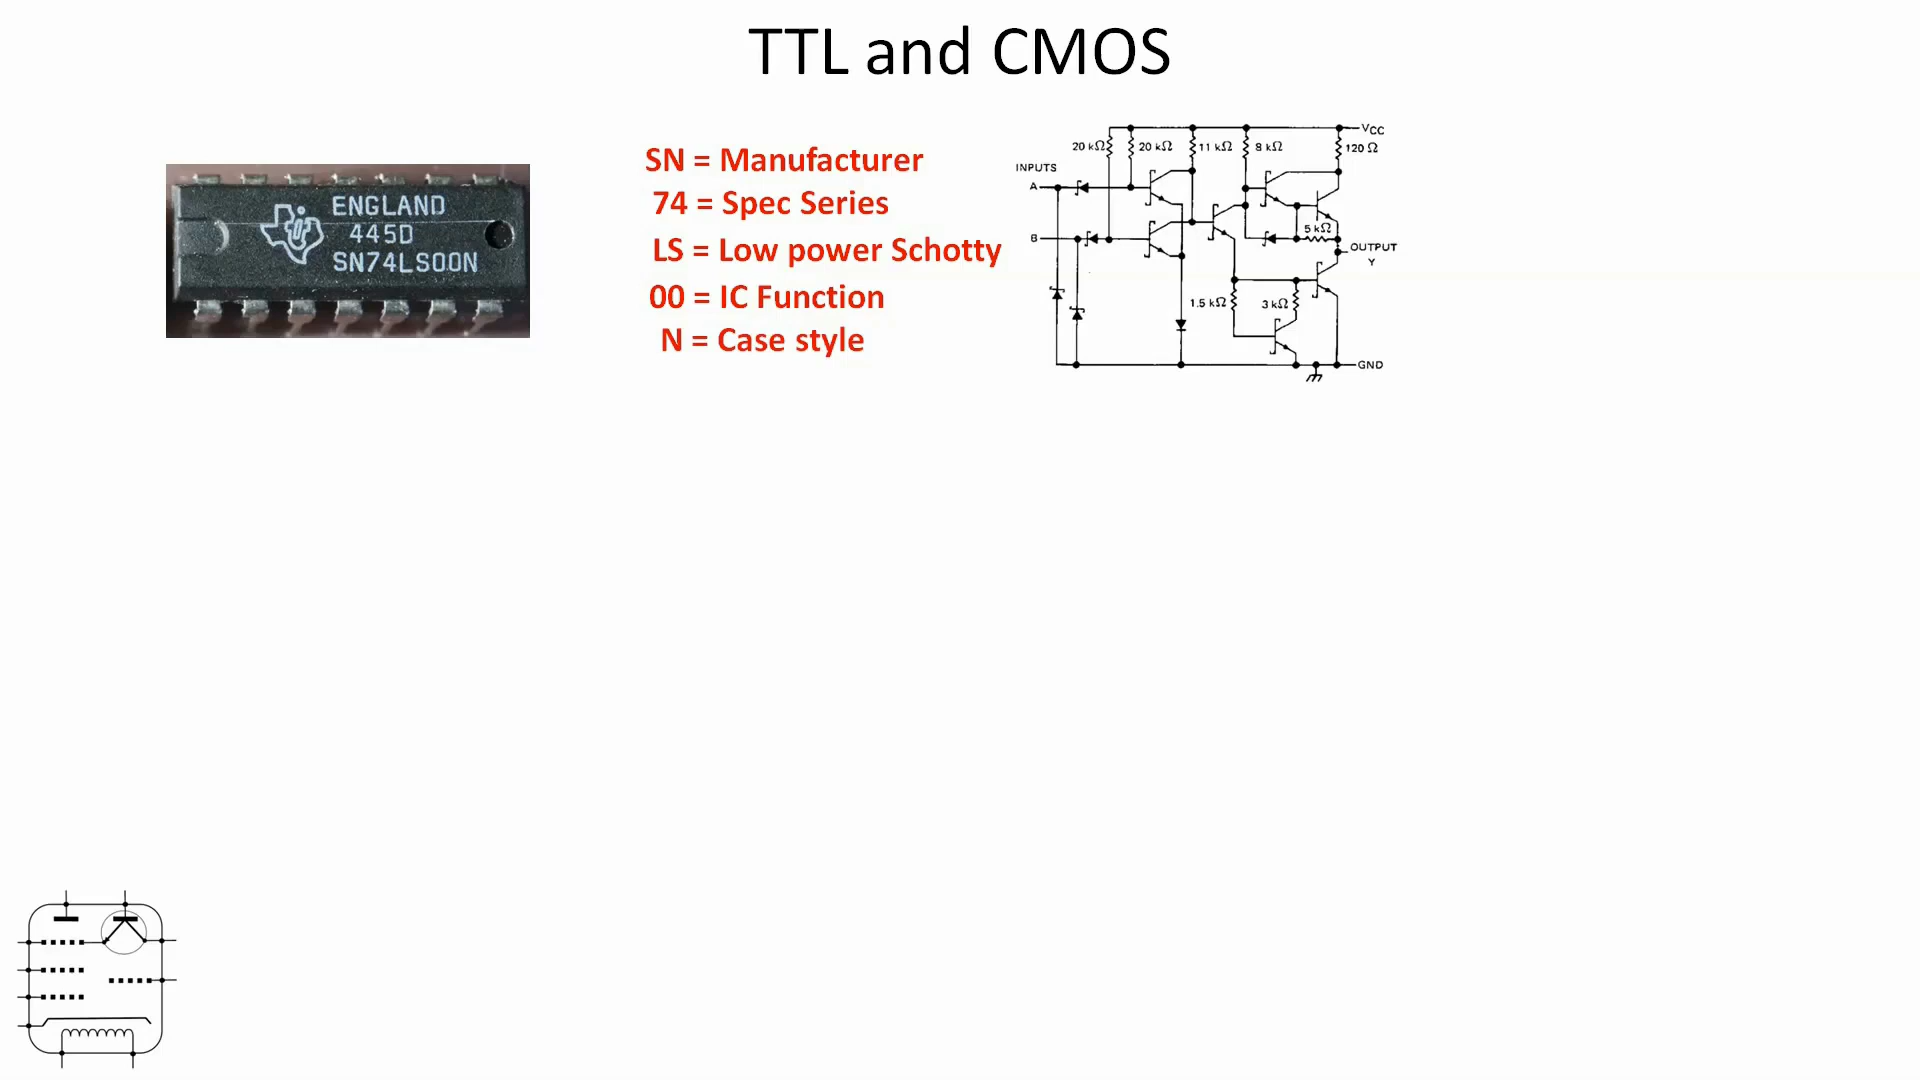 TTL and CMOS
ENGLAND
445D
SN74LS00N
SN = Manufacturer
74 = Spec Series
LS = Low power Schotty
00 = IC Function
N = Case style
VCC
20 kΩ 20 kΩ 11 kΩ 8 kΩ 120 Ω
INPUTS
A
B
5 kΩ
OUTPUT
Y
1.5 kΩ 3 kΩ
GND